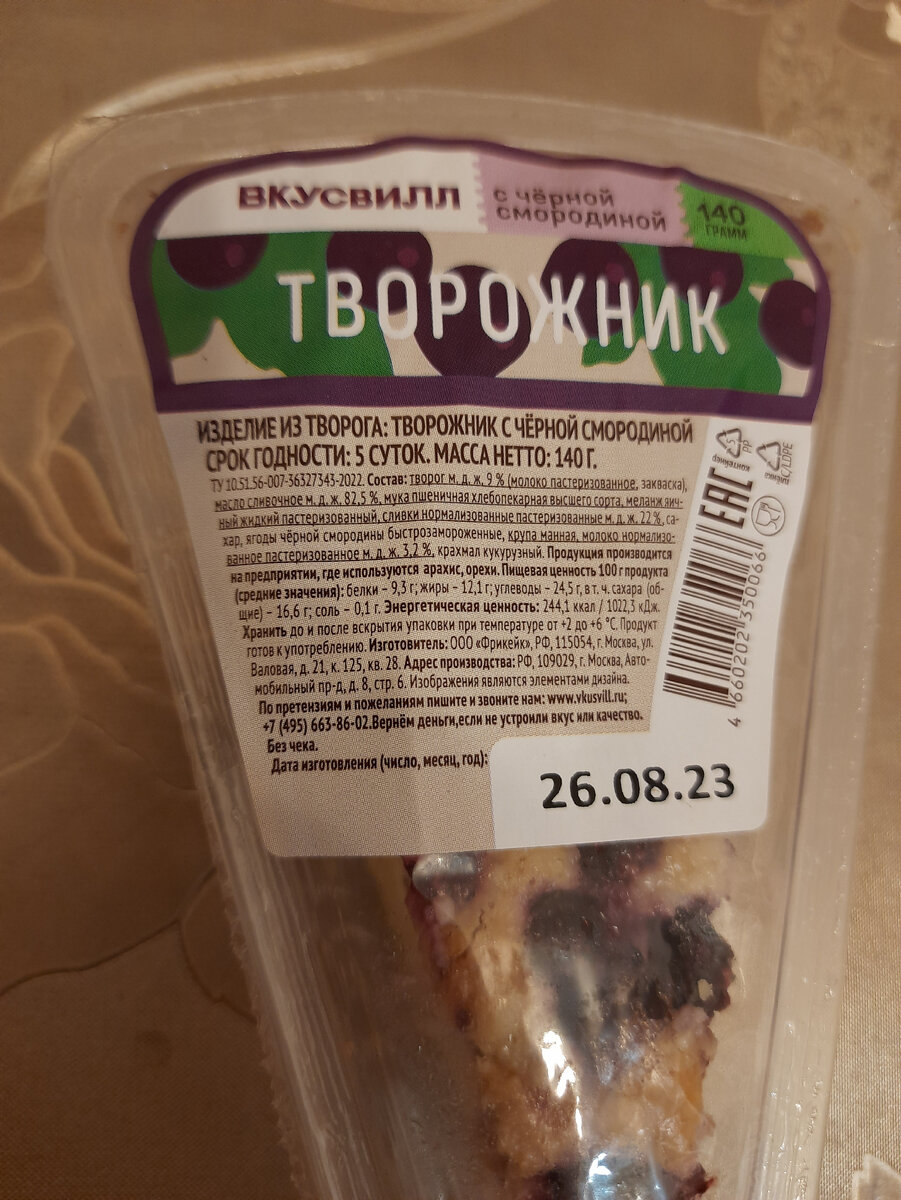 ВКУСВИЛЛ
с чёрной
смородиной
140
ГРАММ
ТВОРОЖНИК
ИЗДЕЛИЕ ИЗ ТВОРОГА: ТВОРОЖНИК С ЧЁРНОЙ СМОРОДИНОЙ
СРОК ГОДНОСТИ: 5 СУТОК. МАССА НЕТТО: 140 Г.
ТУ 10.51.56-007-36327343-2022. Состав: творог м. д. ж. 9 % (молоко пастеризованное, закваска),
масло сливочное м. д. ж. 82,5 %, мука пшеничная хлебопекарная высшего сорта, меланж яич-
ный жидкий пастеризованный, сливки нормализованные пастеризованные м. д. ж. 22 %, са-
хар, ягоды чёрной смородины быстрозамороженные, крупа манная, молоко нормализо-
ванное пастеризованное м. д. ж. 3,2 %, крахмал кукурузный. Продукция производится
на предприятии, где используются арахис, орехи. Пищевая ценность 100 г продукта
(средние значения): белки – 9,3 г; жиры – 12,1 г; углеводы – 24,5 г, в т. ч. сахара (об-
щие) – 16,6 г; соль – 0,1 г. Энергетическая ценность: 244,1 ккал / 1022,3 кДж.
Хранить до и после вскрытия упаковки при температуре от +2 до +6 °C. Продукт
готов к употреблению. Изготовитель: ООО «Фрикейк», РФ, 115054, г. Москва, ул.
Валовая, д. 21, к. 125, кв. 28. Адрес производства: РФ, 109029, г. Москва, Авто-
мобильный пр-д, д. 8, стр. 6. Изображения являются элементами дизайна.
По претензиям и пожеланиям пишите и звоните нам: www.vkusvill.ru;
+7 (495) 663-86-02.Вернём деньги,если не устроили вкус или качество.
Без чека.
Дата изготовления (число, месяц, год):
26.08.23
5
PP
контейнер
C/LDPE
плёнка
EAC
4 660202 350066